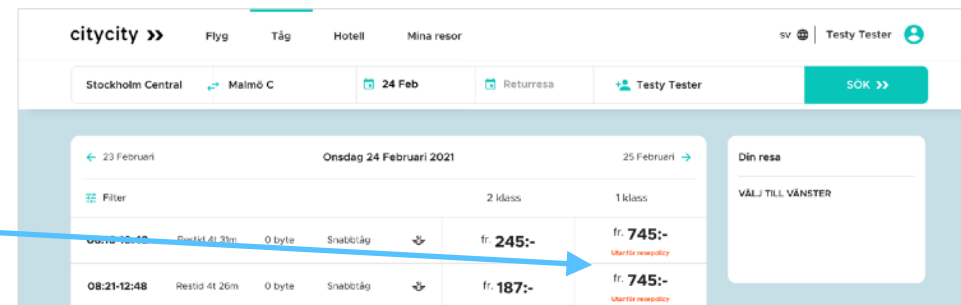 citycity »
Flyg Tåg Hotell Mina resor
sv Testy Tester
Stockholm Central Malmö C 24 Feb Returresa Testy Tester SÖK »
23 Februari Onsdag 24 Februari 2021 25 Februari
Din resa
Filter 2 klass 1 klass
VÄLJ TILL VÄNSTER
Restid 4t 31m 0 byte Snabbtåg fr. 245:- fr. 745:-
Utanför resepolicy
08:21-12:48 Restid 4t 26m 0 byte Snabbtåg fr. 187:- fr. 745:-
Utanför resepolicy